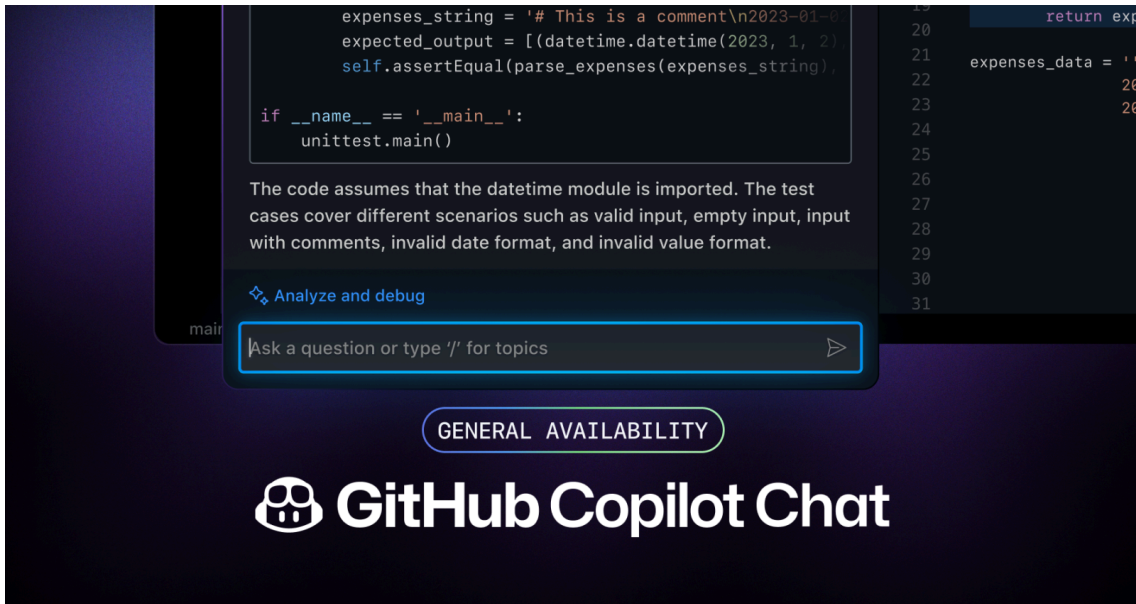 expenses_string = '# This is a comment\n2023-01-0
expected_output = [(datetime.datetime(2023, 1, 2)
self.assertEqual(parse_expenses(expenses_string),
if __name__ == '__main__':
unittest.main()
The code assumes that the datetime module is imported. The test
cases cover different scenarios such as valid input, empty input, input
with comments, invalid date format, and invalid value format.
Analyze and debug
Ask a question or type '/' for topics
main
19
return exp
20
21
expenses_data = '"
22
20
23
20
24
25
26
27
28
29
30
31
GENERAL AVAILABILITY
GitHub Copilot Chat